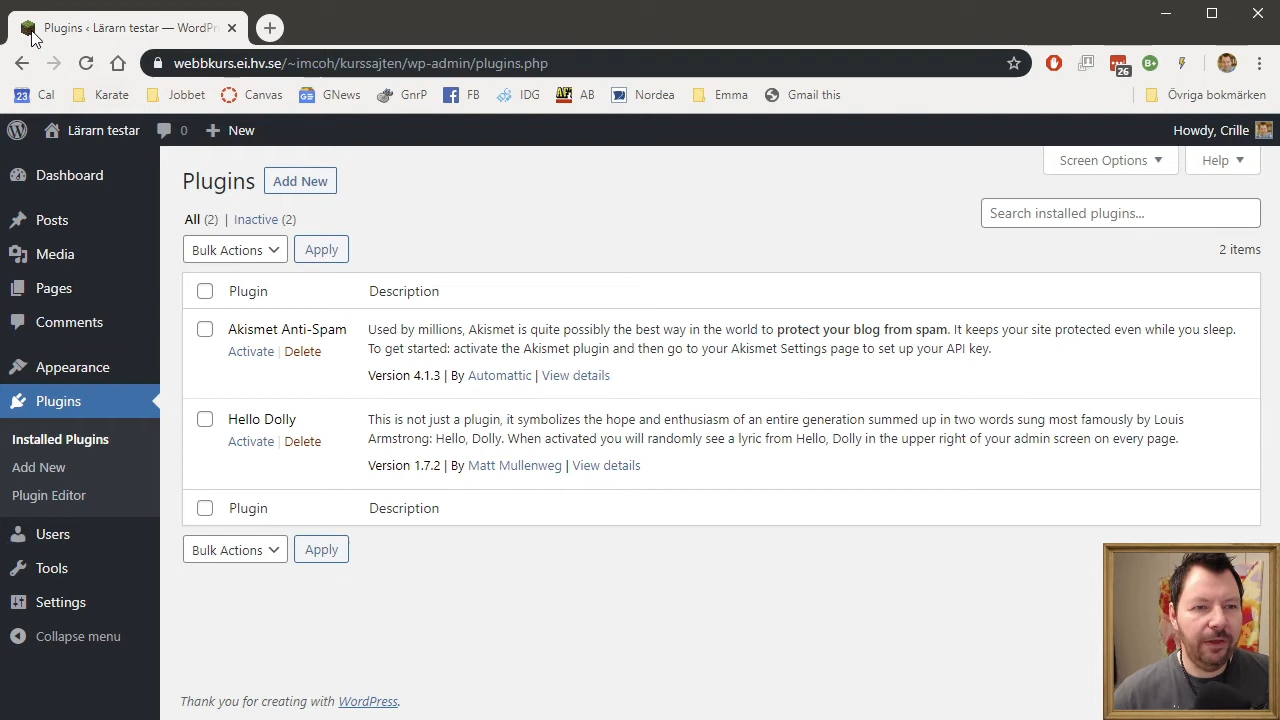 Plugins ‹ Lärarn testar — WordPr
webbkurs.ei.hv.se/~imcoh/kurssajten/wp-admin/plugins.php
26
23 Cal
Karate
Jobbet
Canvas
GNews
GnrP
FB
IDG
AB
Nordea
Emma
Gmail this
Övriga bokmärken
Lärarn testar
0
New
Howdy, Crille
Dashboard
Posts
Media
Pages
Comments
Appearance
Plugins
Installed Plugins
Add New
Plugin Editor
Users
Tools
Settings
Collapse menu
Screen Options
Help
Plugins
Add New
All (2) | Inactive (2)
Search installed plugins...
Bulk Actions
Apply
2 items
Plugin
Description
Akismet Anti-Spam
Activate | Delete
Used by millions, Akismet is quite possibly the best way in the world to protect your blog from spam. It keeps your site protected even while you sleep.
To get started: activate the Akismet plugin and then go to your Akismet Settings page to set up your API key.
Version 4.1.3 | By Automattic | View details
Hello Dolly
Activate | Delete
This is not just a plugin, it symbolizes the hope and enthusiasm of an entire generation summed up in two words sung most famously by Louis
Armstrong: Hello, Dolly. When activated you will randomly see a lyric from Hello, Dolly in the upper right of your admin screen on every page.
Version 1.7.2 | By Matt Mullenweg | View details
Plugin
Description
Bulk Actions
Apply
Thank you for creating with WordPress.